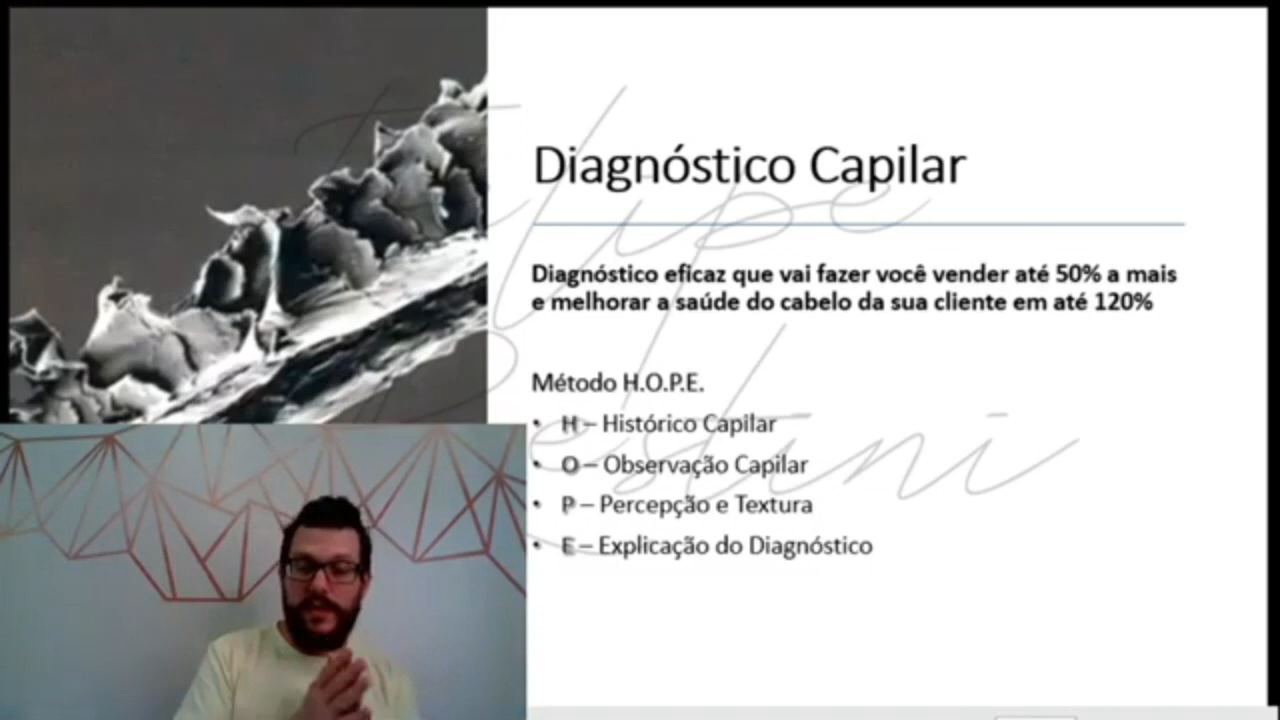 Diagnóstico Capilar
Diagnóstico eficaz que vai fazer você vender até 50% a mais
e melhorar a saúde do cabelo da sua cliente em até 120%
Método H.O.P.E.
• H – Histórico Capilar
• O – Observação Capilar
• P – Percepção e Textura
• E – Explicação do Diagnóstico